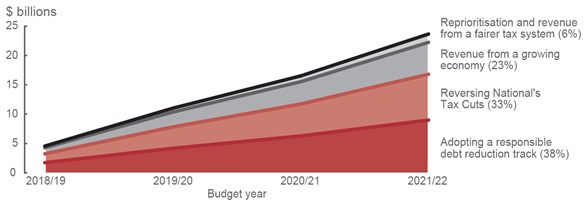 $ billions
25
20
15
10
5
0
2018/19
2019/20
2020/21
2021/22
Budget year
Reprioritisation and revenue
from a fairer tax system (6%)
Revenue from a growing
economy (23%)
Reversing National's
Tax Cuts (33%)
Adopting a responsible
debt reduction track (38%)